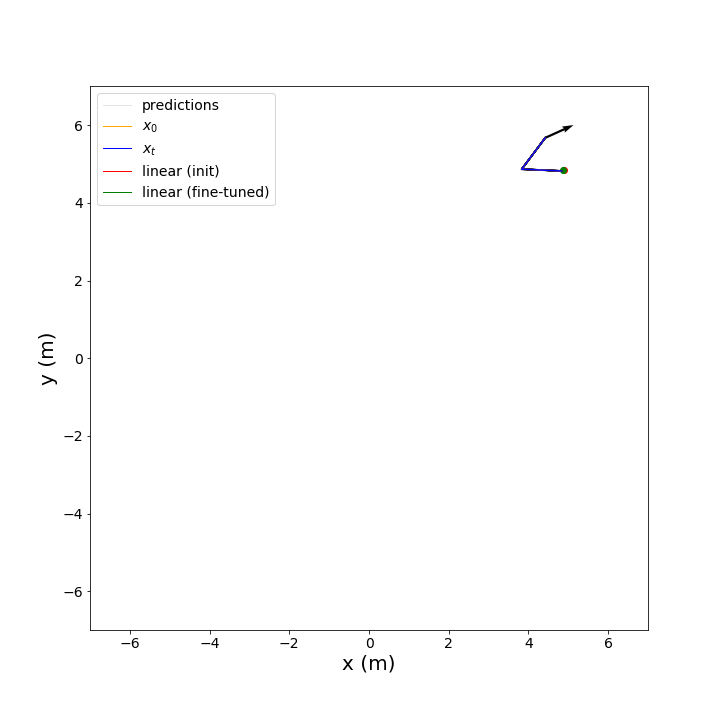 predictions
x0
xt
linear (init)
linear (fine-tuned)
6
4
2
0
−2
−4
−6
y (m)
−6 −4 −2 0 2 4 6
x (m)